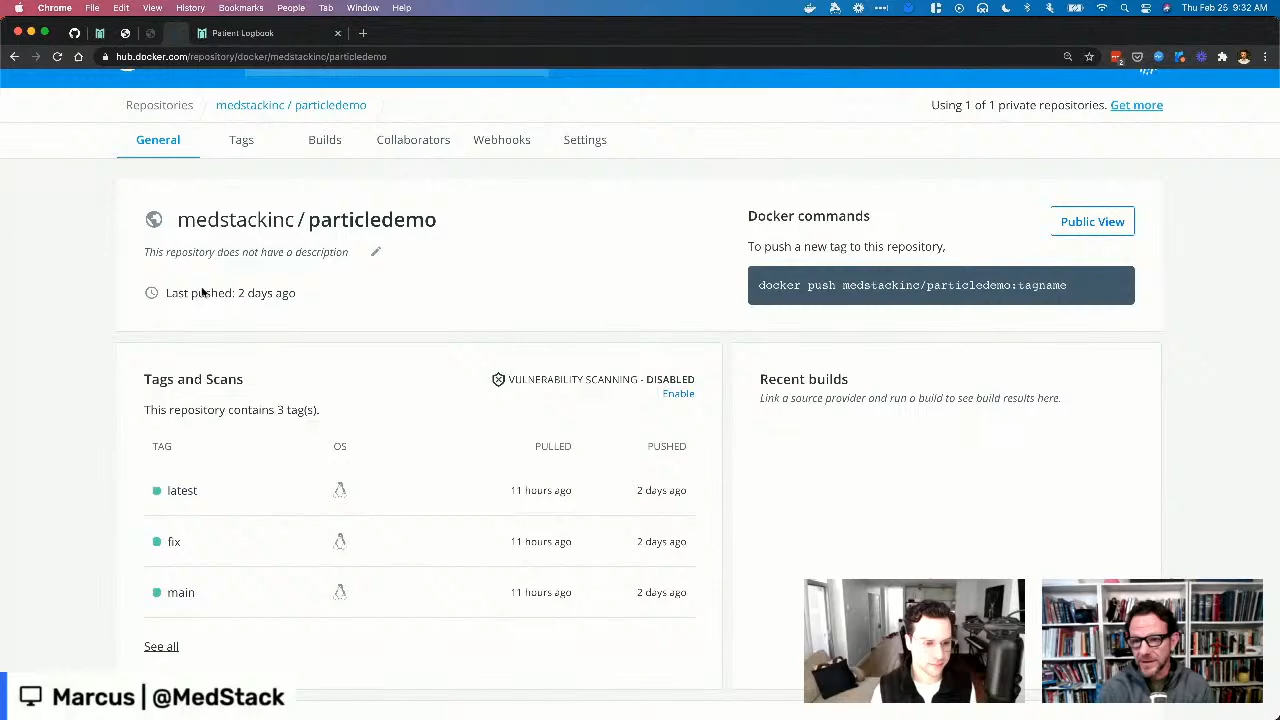 Chrome File Edit View History Bookmarks People Tab Window Help
Thu Feb 25 9:32 AM
Patient Logbook
hub.docker.com/repository/docker/medstackinc/particledemo
Repositories medstackinc / particledemo
Using 1 of 1 private repositories. Get more
General Tags Builds Collaborators Webhooks Settings
medstackinc / particledemo
This repository does not have a description
Last pushed: 2 days ago
Docker commands
Public View
To push a new tag to this repository,
docker push medstackinc/particledemo:tagname
Tags and Scans
VULNERABILITY SCANNING - DISABLED
Enable
This repository contains 3 tag(s).
TAG OS PULLED PUSHED
latest 11 hours ago 2 days ago
fix 11 hours ago 2 days ago
main 11 hours ago 2 days ago
See all
Recent builds
Link a source provider and run a build to see build results here.
Marcus | @MedStack